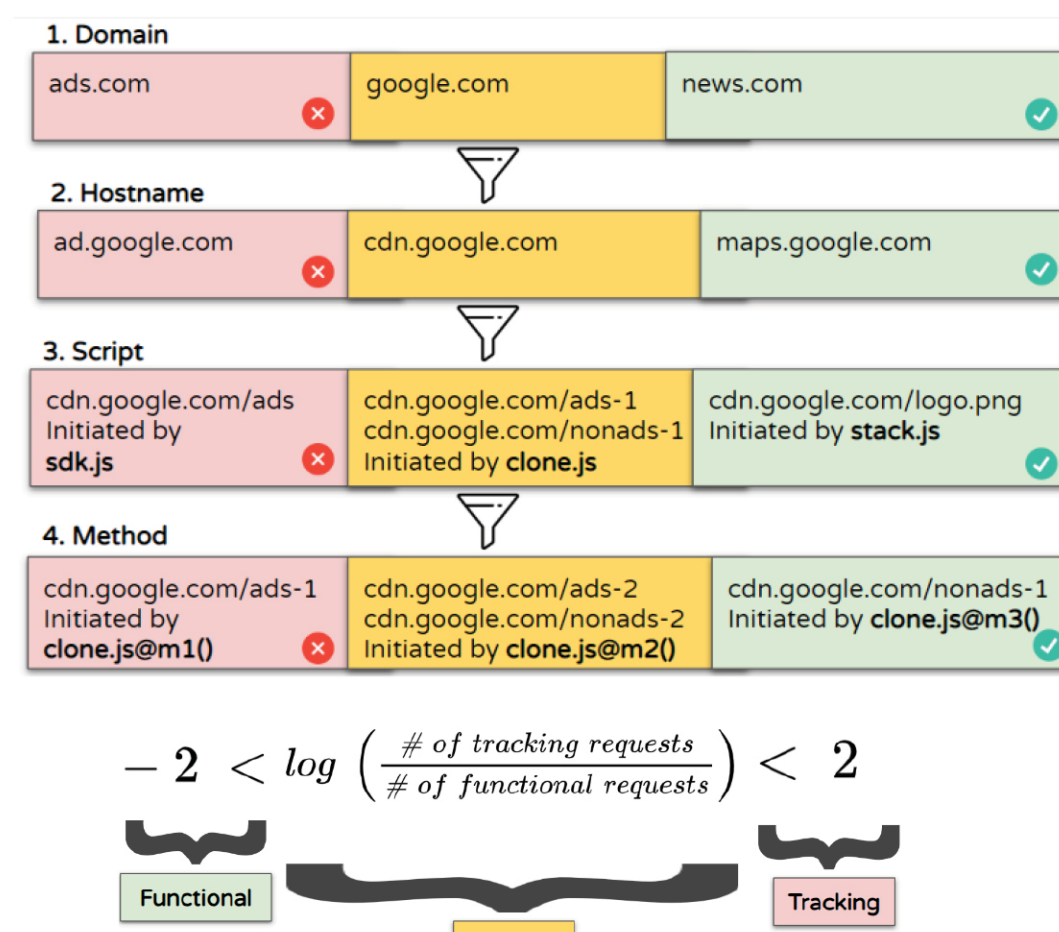 1. Domain
ads.com
google.com
news.com
2. Hostname
ad.google.com
cdn.google.com
maps.google.com
3. Script
cdn.google.com/ads
Initiated by
sdk.js
cdn.google.com/ads-1
cdn.google.com/nonads-1
Initiated by clone.js
cdn.google.com/logo.png
Initiated by stack.js
4. Method
cdn.google.com/ads-1
Initiated by
clone.js@m1()
cdn.google.com/ads-2
cdn.google.com/nonads-2
Initiated by clone.js@m2()
cdn.google.com/nonads-1
Initiated by clone.js@m3()
- 2 < log ( # of tracking requests / # of functional requests ) < 2
Functional
Tracking